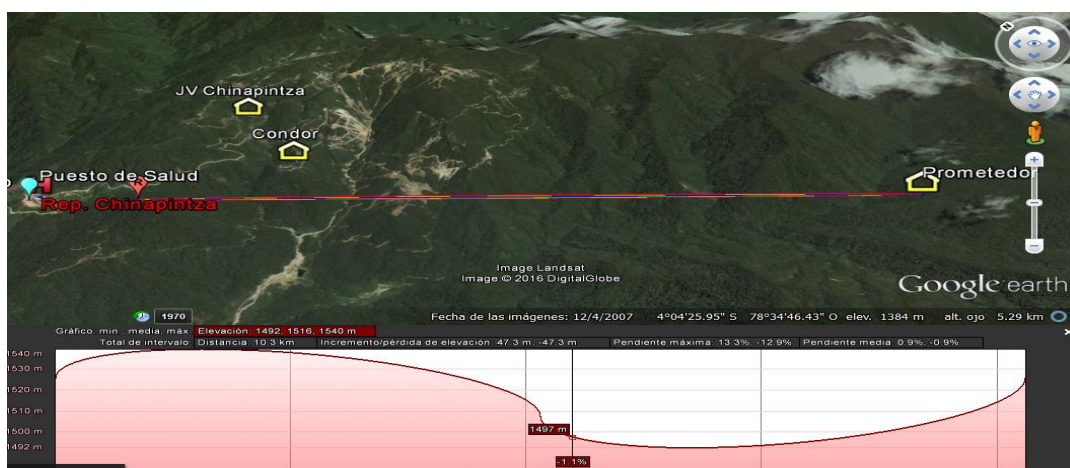 N
JV Chinapintza
Condor
Puesto de Salud
Prometedor
Rep. Chinapintza
Image Landsat
Image © 2016 DigitalGlobe
Google earth
1970
Fecha de las imágenes: 12/4/2007 4°04'25.95" S 78°34'46.43" O elev. 1384 m alt. ojo 5.29 km
Gráfico: mín., media, máx. Elevación: 1492, 1516, 1540 m
Total de intervalo: Distancia: 10.3 km Incremento/pérdida de elevación: 47.3 m, -47.3 m Pendiente máxima: 13.3%, -12.9% Pendiente media: 0.9%, -0.9%
1540 m
1530 m
1520 m
1510 m
1500 m
1497 m
1492 m
-1.1%